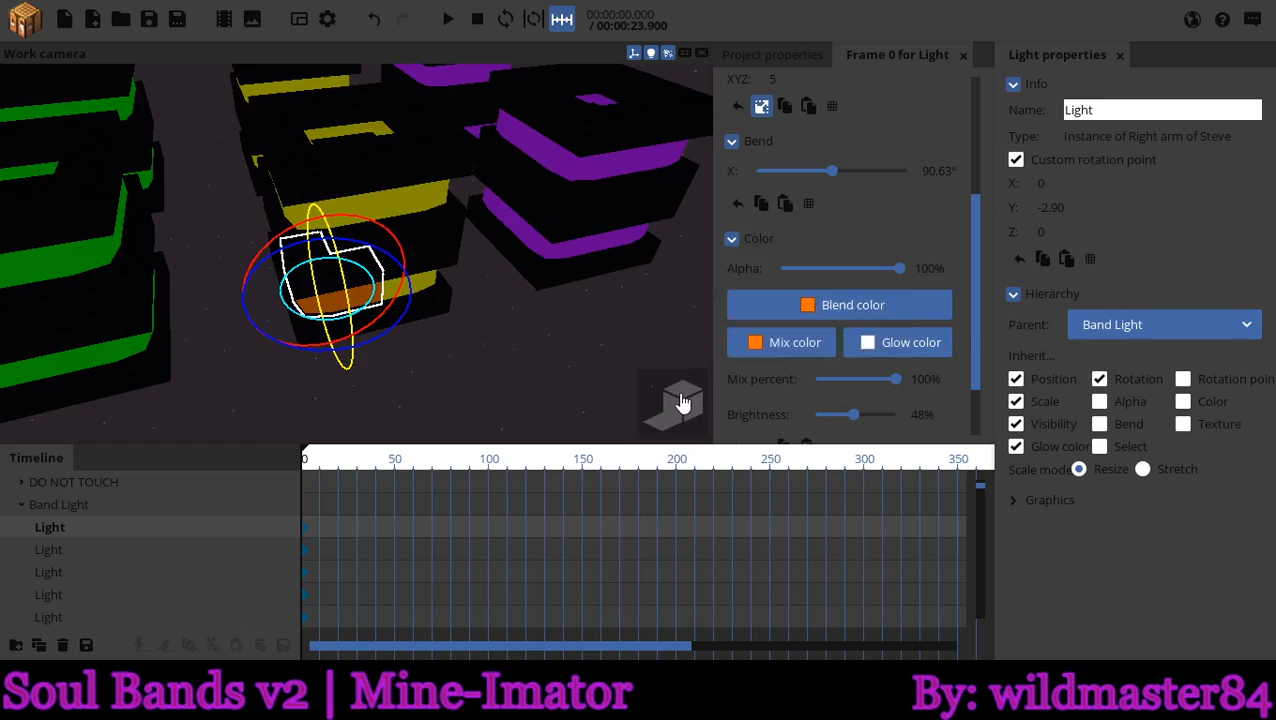 00:00:00.000
/ 00:00:23.900
Work camera
Project properties
Frame 0 for Light
XYZ: 5
Bend
X: 90.63°
Color
Alpha: 100%
Blend color
Mix color
Glow color
Mix percent: 100%
Brightness: 48%
Light properties
Info
Name: Light
Type: Instance of Right arm of Steve
Custom rotation point
X: 0
Y: -2.90
Z: 0
Hierarchy
Parent: Band Light
Inherit...
Position Rotation Rotation poin
Scale Alpha Color
Visibility Bend Texture
Glow color Select
Scale mode Resize Stretch
Graphics
Timeline
0 50 100 150 200 250 300 350
DO NOT TOUCH
Band Light
Light
Light
Light
Light
Light
Soul Bands v2 | Mine-Imator
By: wildmaster84